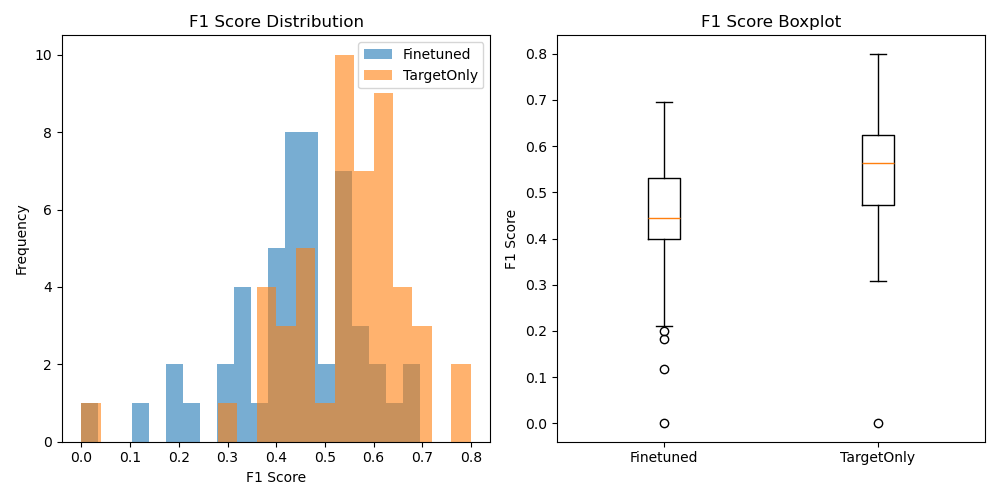 F1 Score Distribution
Finetuned
TargetOnly
10
8
6
4
2
0
Frequency
0.0 0.1 0.2 0.3 0.4 0.5 0.6 0.7 0.8
F1 Score
F1 Score Boxplot
0.8
0.7
0.6
0.5
0.4
0.3
0.2
0.1
0.0
F1 Score
Finetuned TargetOnly